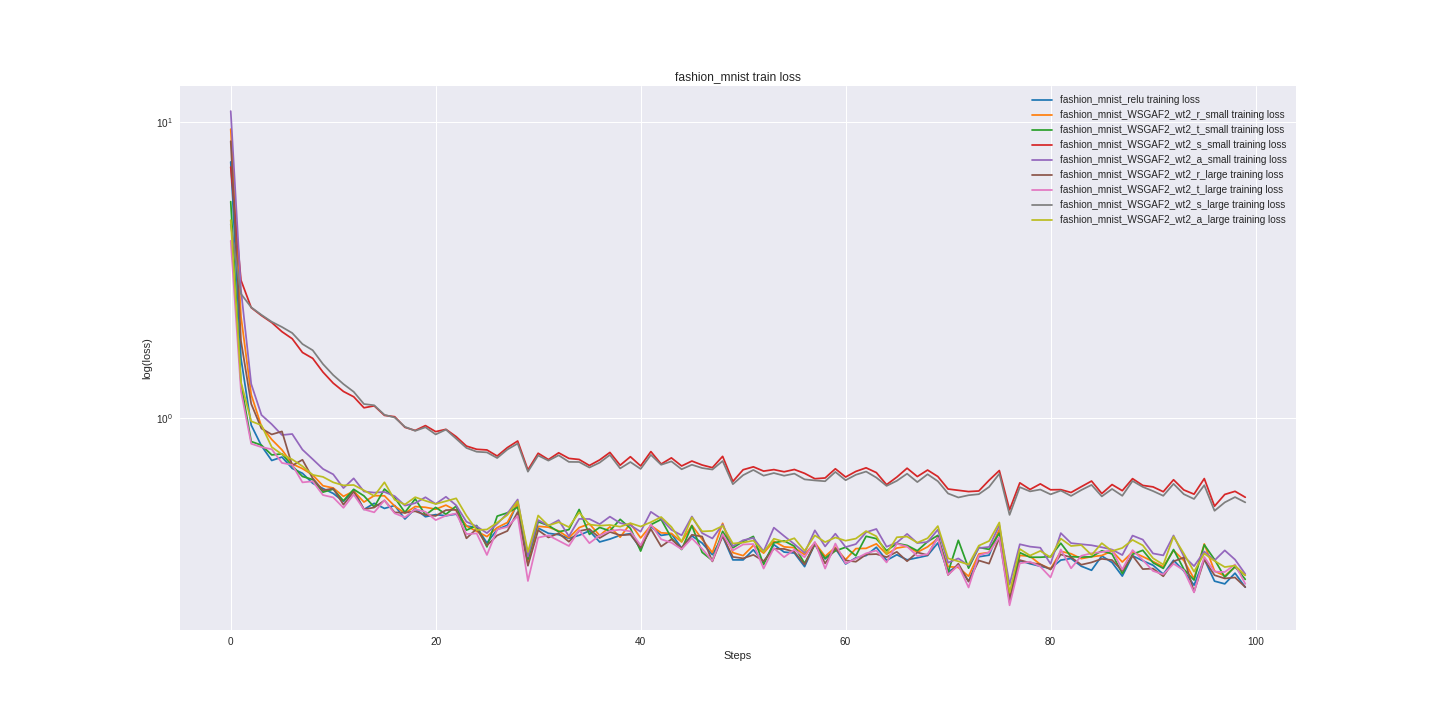 fashion_mnist train loss
10¹
10⁰
log(loss)
fashion_mnist_relu training loss
fashion_mnist_WSGAF2_wt2_r_small training loss
fashion_mnist_WSGAF2_wt2_t_small training loss
fashion_mnist_WSGAF2_wt2_s_small training loss
fashion_mnist_WSGAF2_wt2_a_small training loss
fashion_mnist_WSGAF2_wt2_r_large training loss
fashion_mnist_WSGAF2_wt2_t_large training loss
fashion_mnist_WSGAF2_wt2_s_large training loss
fashion_mnist_WSGAF2_wt2_a_large training loss
0 20 40 60 80 100
Steps